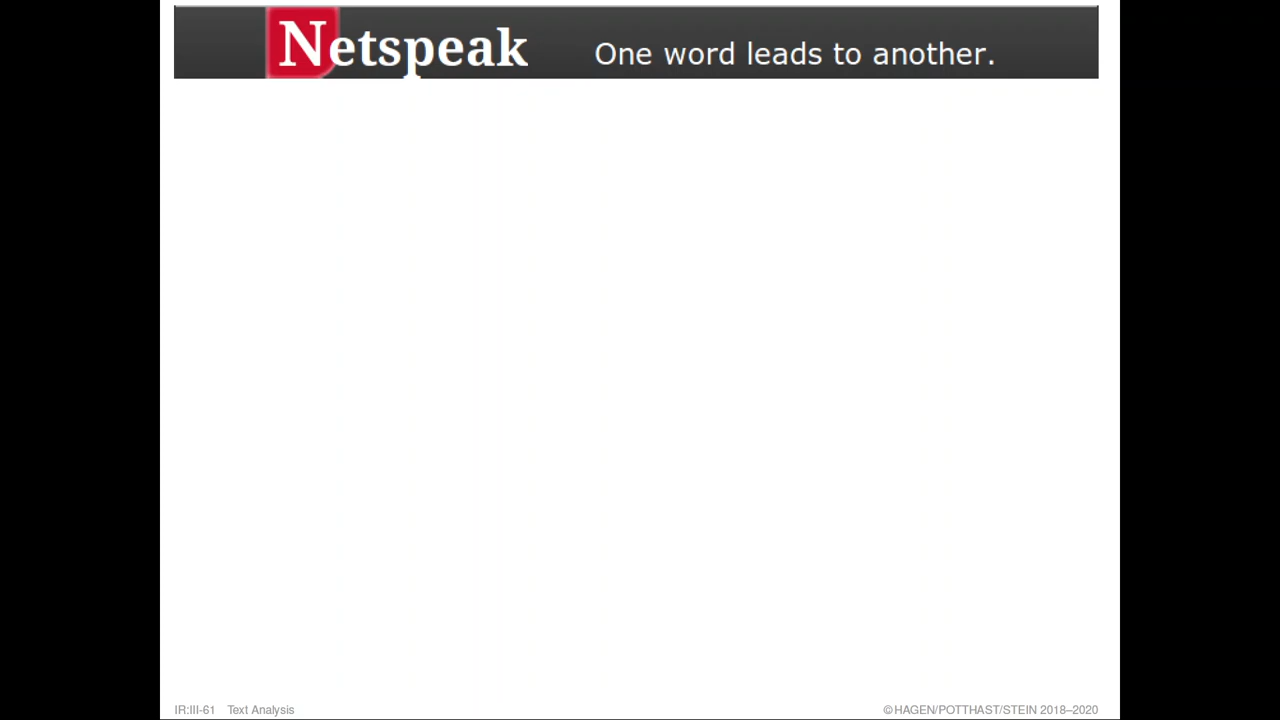 Netspeak One word leads to another.
IR:III-61 Text Analysis ©HAGEN/POTTHAST/STEIN 2018–2020